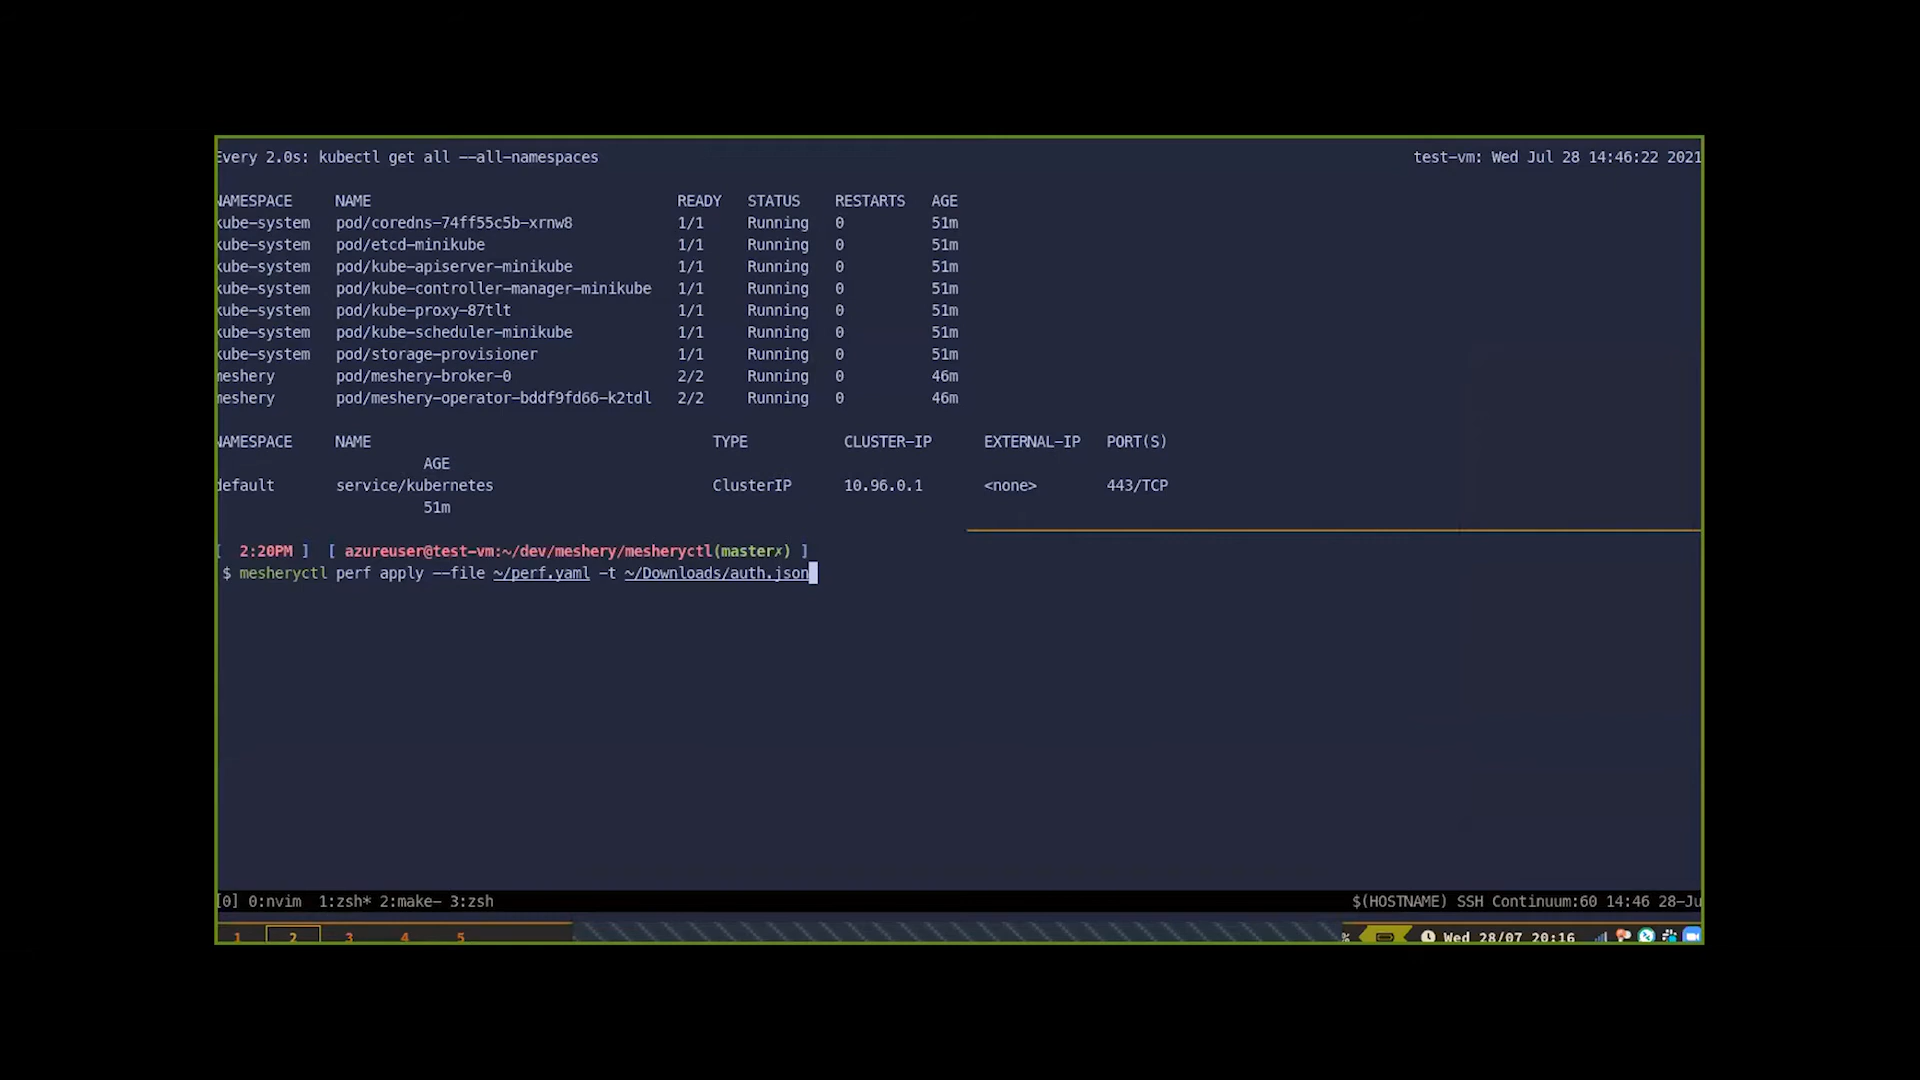 Every 2.0s: kubectl get all --all-namespaces test-vm: Wed Jul 28 14:46:22 2021
NAMESPACE NAME READY STATUS RESTARTS AGE
kube-system pod/coredns-74ff55c5b-xrnw8 1/1 Running 0 51m
kube-system pod/etcd-minikube 1/1 Running 0 51m
kube-system pod/kube-apiserver-minikube 1/1 Running 0 51m
kube-system pod/kube-controller-manager-minikube 1/1 Running 0 51m
kube-system pod/kube-proxy-87tlt 1/1 Running 0 51m
kube-system pod/kube-scheduler-minikube 1/1 Running 0 51m
kube-system pod/storage-provisioner 1/1 Running 0 51m
meshery pod/meshery-broker-0 2/2 Running 0 46m
meshery pod/meshery-operator-bddf9fd66-k2tdl 2/2 Running 0 46m
NAMESPACE NAME TYPE CLUSTER-IP EXTERNAL-IP PORT(S)
AGE
default service/kubernetes ClusterIP 10.96.0.1 <none> 443/TCP
51m
[ 2:20PM ] [ azureuser@test-vm:~/dev/meshery/mesheryctl(master✗) ]
$ mesheryctl perf apply --file ~/perf.yaml -t ~/Downloads/auth.json
[0] 0:nvim 1:zsh* 2:make- 3:zsh $(HOSTNAME) SSH Continuum:60 14:46 28-Ju
1 2 3 4 5 % Wed 28/07 20:16